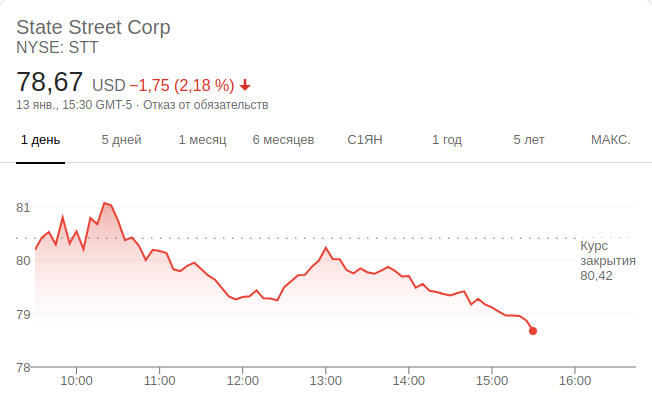 State Street Corp
NYSE: STT
78,67 USD −1,75 (2,18 %)
13 янв., 15:30 GMT-5 · Отказ от обязательств
1 день 5 дней 1 месяц 6 месяцев С1ЯН 1 год 5 лет МАКС.
81
80
79
78
Курс
закрытия
80,42
10:00 11:00 12:00 13:00 14:00 15:00 16:00